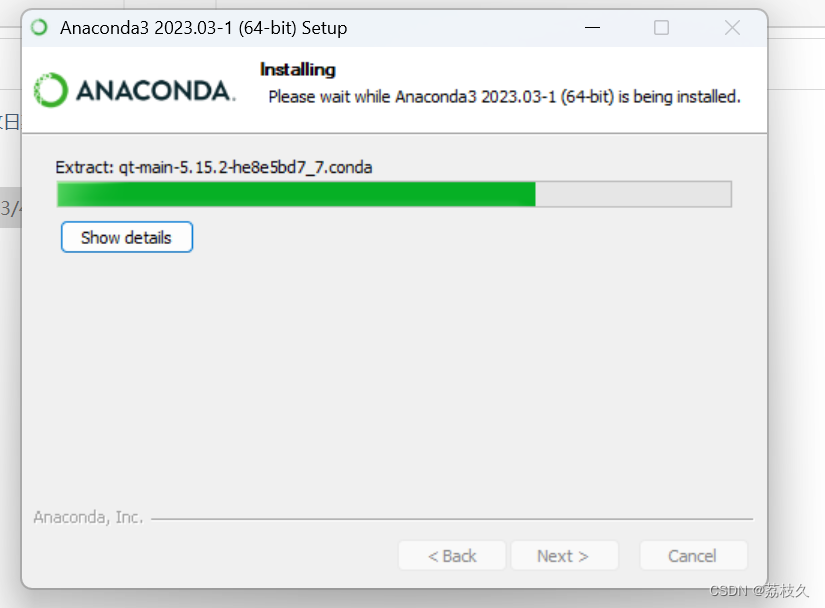 Anaconda3 2023.03-1 (64-bit) Setup
ANACONDA.
Installing
Please wait while Anaconda3 2023.03-1 (64-bit) is being installed.
日
3/
Extract: qt-main-5.15.2-he8e5bd7_7.conda
Show details
Anaconda, Inc.
< Back
Next >
Cancel
CSDN @荔枝久